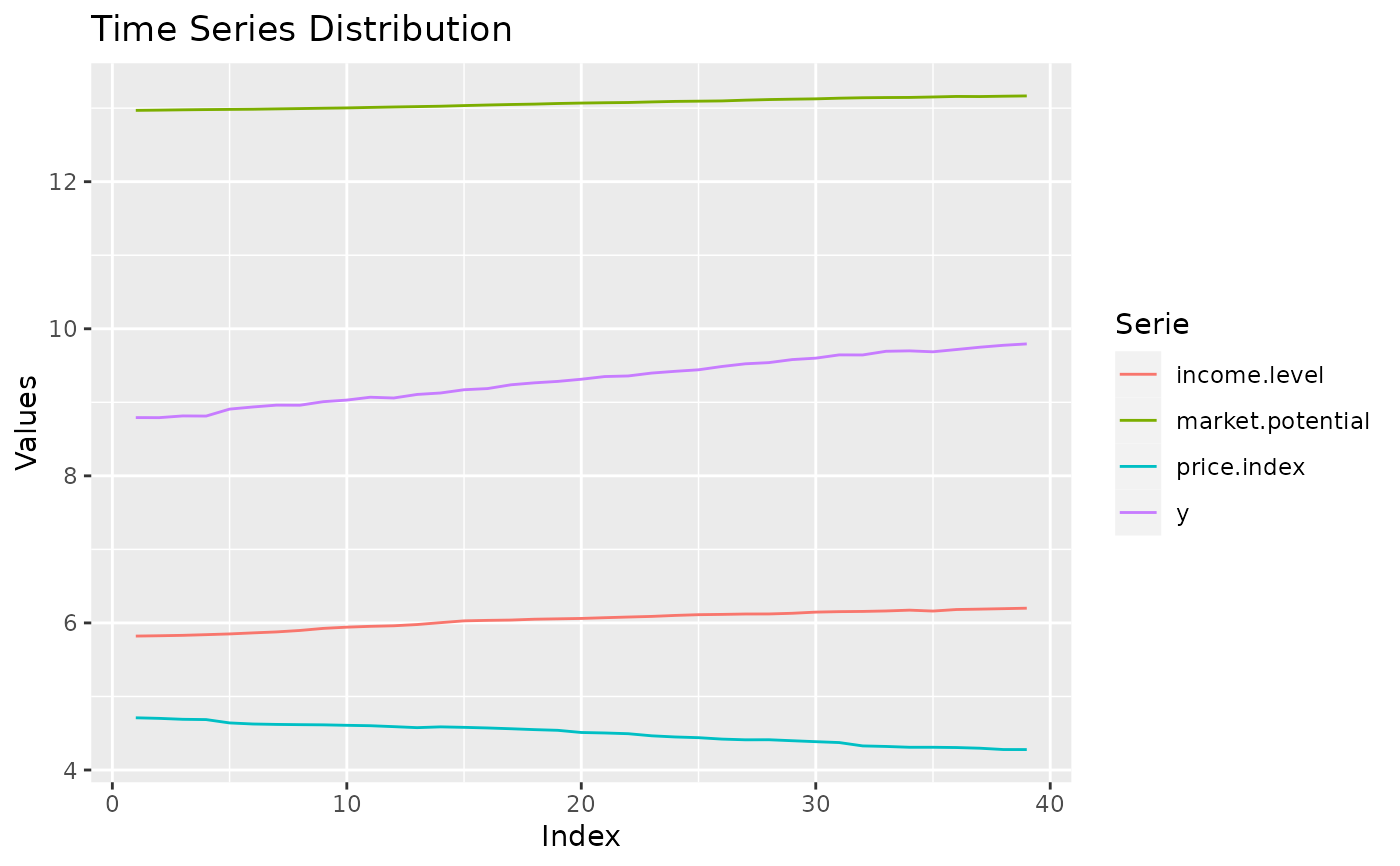 Time Series Distribution
12
10
8
6
4
Values
0 10 20 30 40
Index
Serie
income.level
market.potential
price.index
y